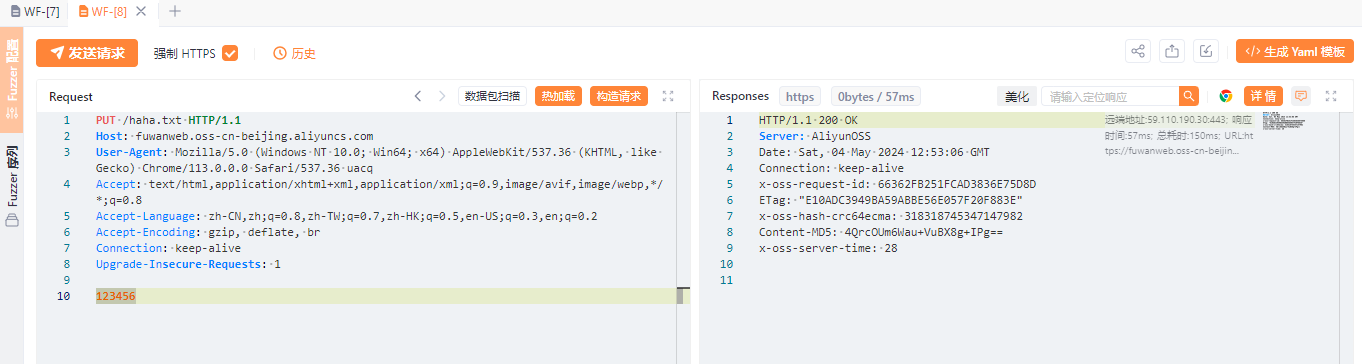 WF-[7] WF-[8]
发送请求 强制 HTTPS 历史 生成 Yaml 模板
Fuzzer 配置
Fuzzer 序列
Request 数据包扫描 热加载 构造请求
1 PUT /haha.txt HTTP/1.1
2 Host: fuwanweb.oss-cn-beijing.aliyuncs.com
3 User-Agent: Mozilla/5.0 (Windows NT 10.0; Win64; x64) AppleWebKit/537.36 (KHTML, like
Gecko) Chrome/113.0.0.0 Safari/537.36 uacq
4 Accept: text/html,application/xhtml+xml,application/xml;q=0.9,image/avif,image/webp,*/
*;q=0.8
5 Accept-Language: zh-CN,zh;q=0.8,zh-TW;q=0.7,zh-HK;q=0.5,en-US;q=0.3,en;q=0.2
6 Accept-Encoding: gzip, deflate, br
7 Connection: keep-alive
8 Upgrade-Insecure-Requests: 1
9
10 123456
Responses https 0bytes / 57ms 美化 请输入定位响应 详情
1 HTTP/1.1 200 OK
2 Server: AliyunOSS
3 Date: Sat, 04 May 2024 12:53:06 GMT
4 Connection: keep-alive
5 x-oss-request-id: 66362FB251FCAD3836E75D8D
6 ETag: "E10ADC3949BA59ABBE56E057F20F883E"
7 x-oss-hash-crc64ecma: 318318745347147982
8 Content-MD5: 4QrcOUm6Wau+VuBX8g+IPg==
9 x-oss-server-time: 28
10
11
远端地址:59.110.190.30:443; 响应
时间:57ms; 总耗时:150ms; URL:ht
tps://fuwanweb.oss-cn-beijin...